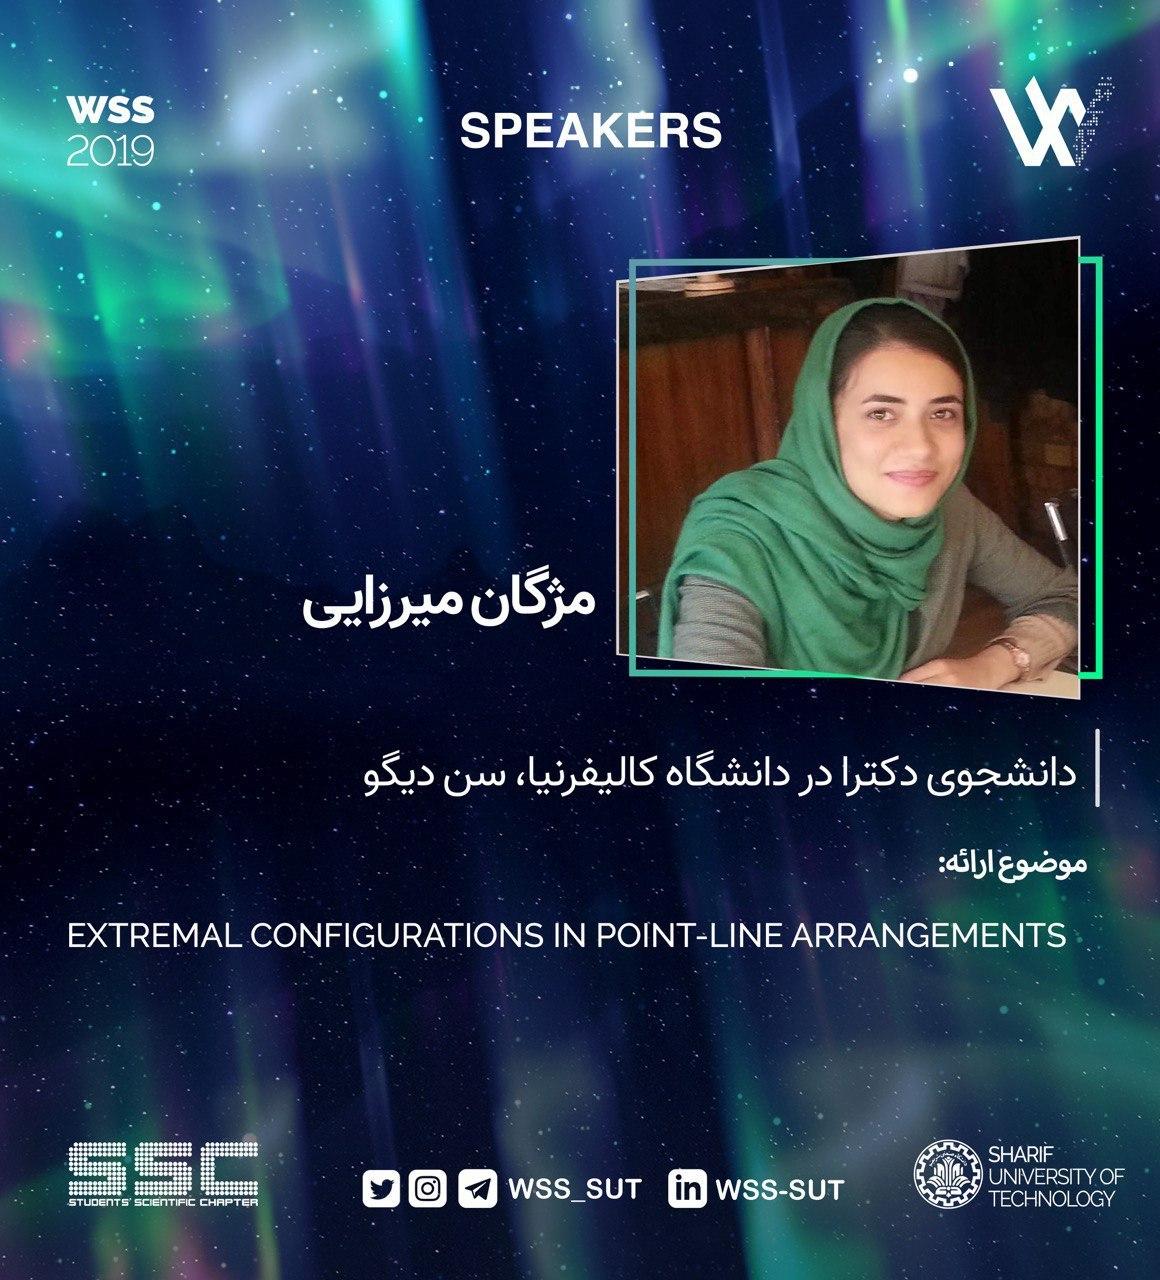 WSS
2019
SPEAKERS
مژگان میرزایی
دانشجوی دکترا در دانشگاه کالیفرنیا، سن دیگو
موضوع ارائه:
EXTREMAL CONFIGURATIONS IN POINT-LINE ARRANGEMENTS
SSC
STUDENTS' SCIENTIFIC CHAPTER
WSS_SUT
WSS-SUT
SHARIF
UNIVERSITY OF
TECHNOLOGY